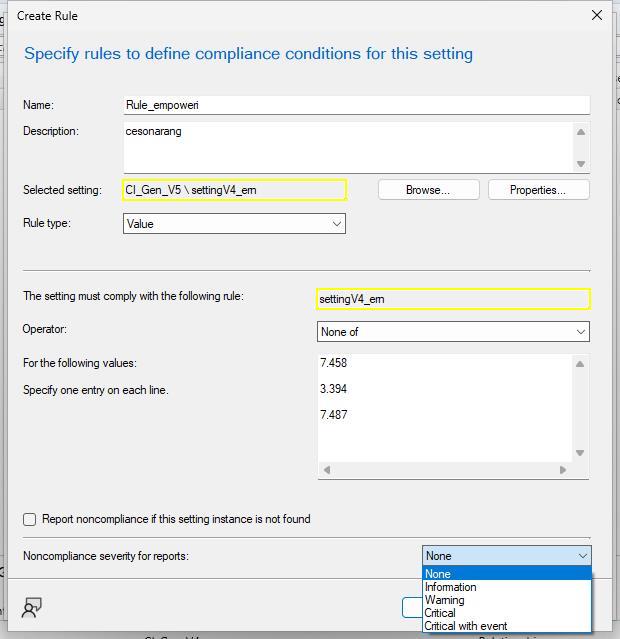 Create Rule
Specify rules to define compliance conditions for this setting
Name:
Rule_empoweri
Description:
cesonarang
Selected setting:
CI_Gen_V5 \ settingV4_ern
Browse...
Properties...
Rule type:
Value
The setting must comply with the following rule:
settingV4_ern
Operator:
None of
For the following values:
7.458
Specify one entry on each line.
3.394
7.487
Report noncompliance if this setting instance is not found
Noncompliance severity for reports:
None
None
Information
Warning
Critical
Critical with event